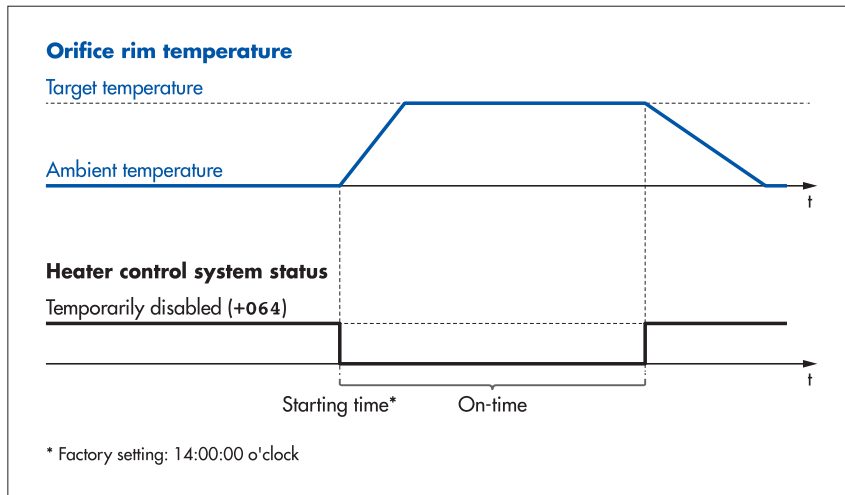 Orifice rim temperature
Target temperature
Ambient temperature
t
Heater control system status
Temporarily disabled (+064)
t
Starting time* On-time
* Factory setting: 14:00:00 o'clock